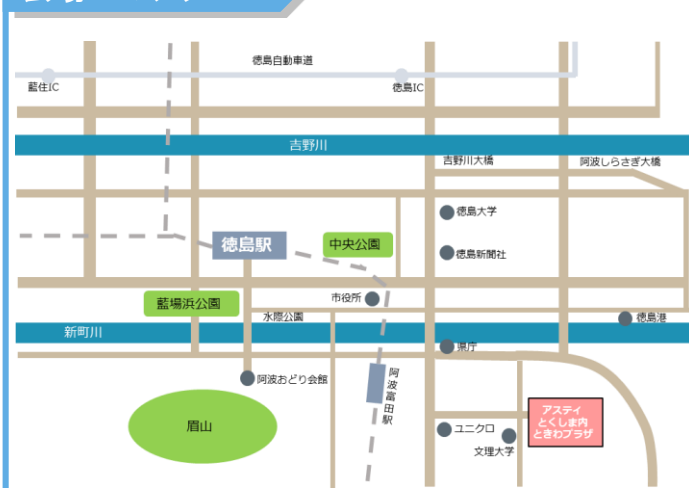 徳島自動車道
藍住IC
徳島IC
吉野川
吉野川大橋
阿波しらさぎ大橋
徳島大学
徳島駅
中央公園
徳島新聞社
藍場浜公園
市役所
水際公園
徳島港
新町川
県庁
阿波おどり会館
阿波富田駅
眉山
アスティ
とくしま内
ときわプラザ
ユニクロ
文理大学